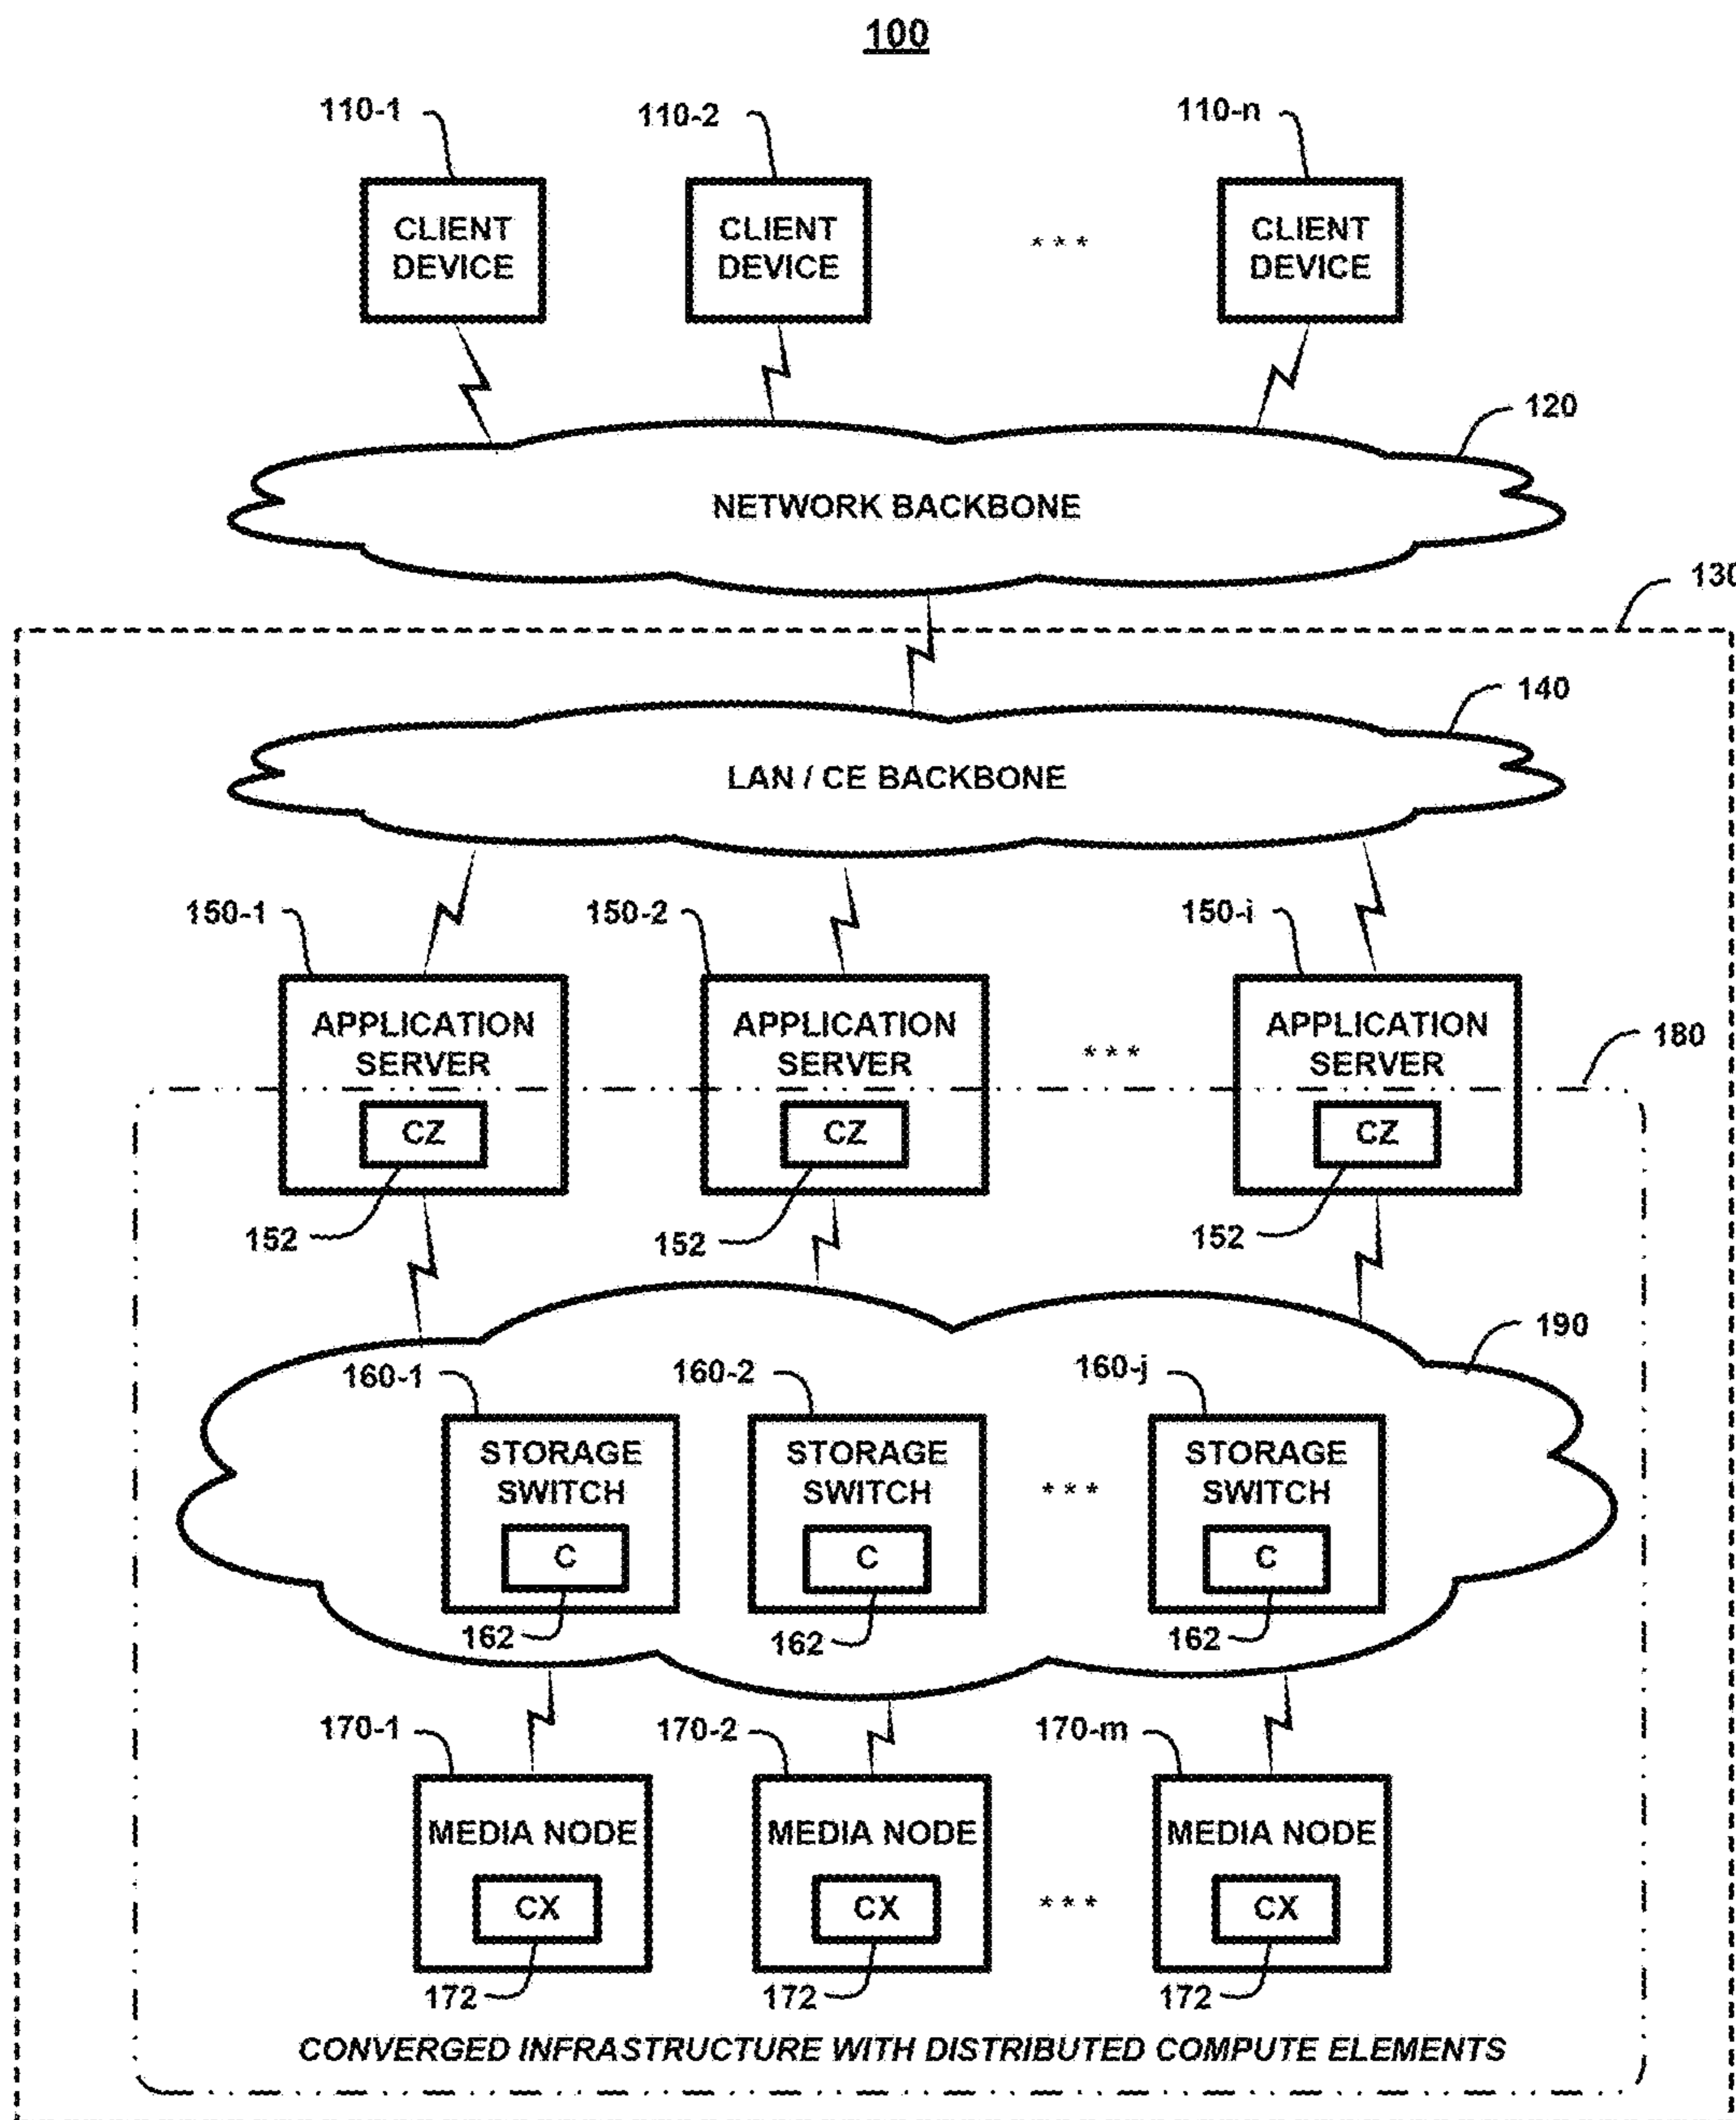 100
110-1 110-2 110-n
CLIENT DEVICE CLIENT DEVICE * * * CLIENT DEVICE
120
NETWORK BACKBONE
130
140
LAN / CE BACKBONE
150-1 150-2 150-i
APPLICATION SERVER APPLICATION SERVER * * * APPLICATION SERVER
180
CZ CZ CZ
152 152 152
190
160-1 160-2 160-j
STORAGE SWITCH STORAGE SWITCH * * * STORAGE SWITCH
C C C
162 162 162
170-1 170-2 170-m
MEDIA NODE MEDIA NODE MEDIA NODE
CX CX * * * CX
172 172 172
CONVERGED INFRASTRUCTURE WITH DISTRIBUTED COMPUTE ELEMENTS